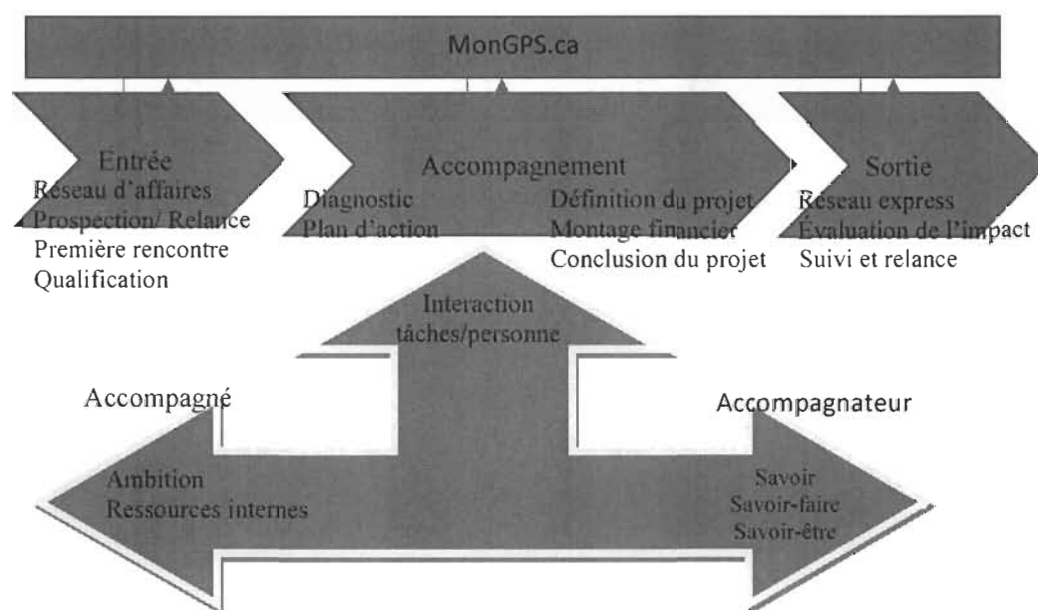 MonGPS.ca
Entrée
Réseau d'affaires
Prospection/ Relance
Première rencontre
Qualification
Accompagnement
Diagnostic
Plan d'action
Définition du projet
Montage financier
Conclusion du projet
Sortie
Réseau express
Évaluation de l'impact
Suivi et relance
Interaction
tâches/personne
Accompagné
Ambition
Ressources internes
Accompagnateur
Savoir
Savoir-faire
Savoir-être